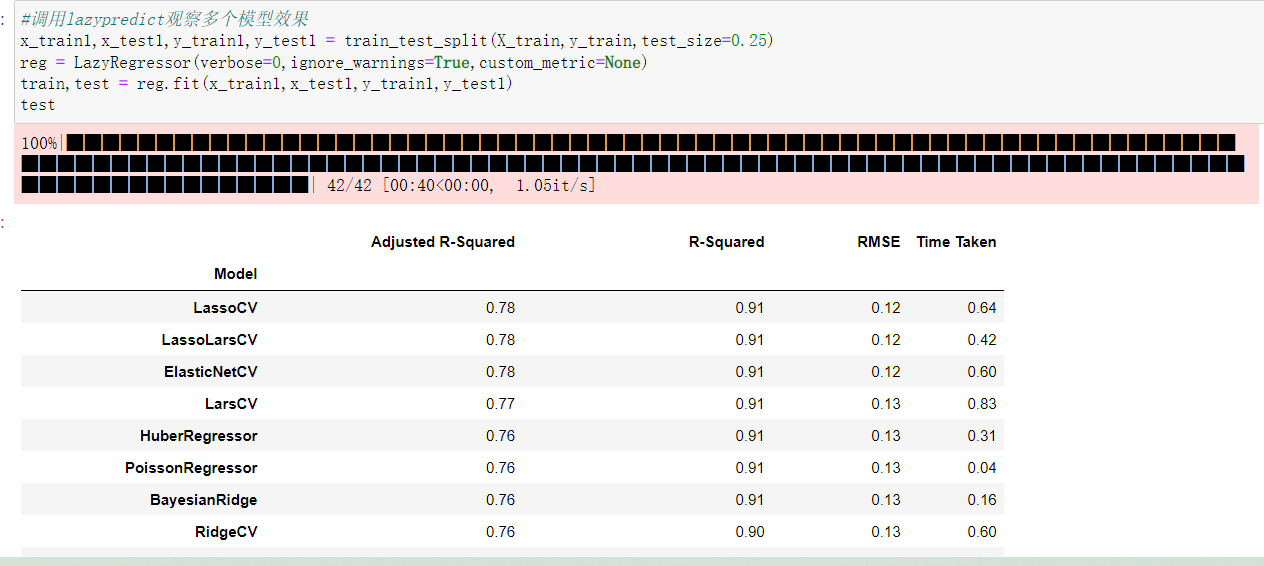 #调用lazypredict观察多个模型效果
x_train1,x_test1,y_train1,y_test1 = train_test_split(X_train,y_train,test_size=0.25)
reg = LazyRegressor(verbose=0,ignore_warnings=True,custom_metric=None)
train,test = reg.fit(x_train1,x_test1,y_train1,y_test1)
test
100%|
| 42/42 [00:40<00:00, 1.05it/s]
Adjusted R-Squared R-Squared RMSE Time Taken
Model
LassoCV 0.78 0.91 0.12 0.64
LassoLarsCV 0.78 0.91 0.12 0.42
ElasticNetCV 0.78 0.91 0.12 0.60
LarsCV 0.77 0.91 0.13 0.83
HuberRegressor 0.76 0.91 0.13 0.31
PoissonRegressor 0.76 0.91 0.13 0.04
BayesianRidge 0.76 0.91 0.13 0.16
RidgeCV 0.76 0.90 0.13 0.60